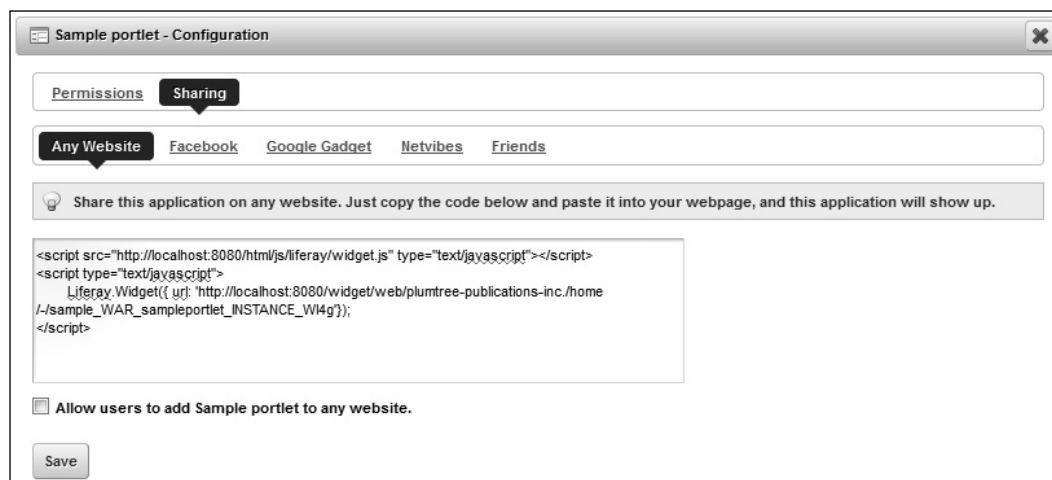 Sample portlet - Configuration
Permissions Sharing
Any Website Facebook Google Gadget Netvibes Friends
Share this application on any website. Just copy the code below and paste it into your webpage, and this application will show up.
<script src="http://localhost:8080/html/js/liferay/widget.js" type="text/javascript"></script>
<script type="text/javascript">
Liferay.Widget({ url: 'http://localhost:8080/widget/web/plumtree-publications-inc./home
/-/sample_WAR_sampleportlet_INSTANCE_WI4g'});
</script>
Allow users to add Sample portlet to any website.
Save